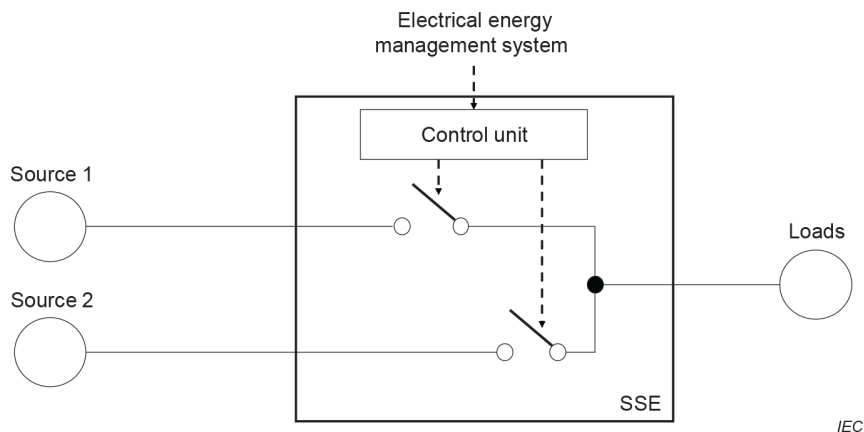 Electrical energy
management system
Control unit
Source 1
Loads
Source 2
SSE
IEC